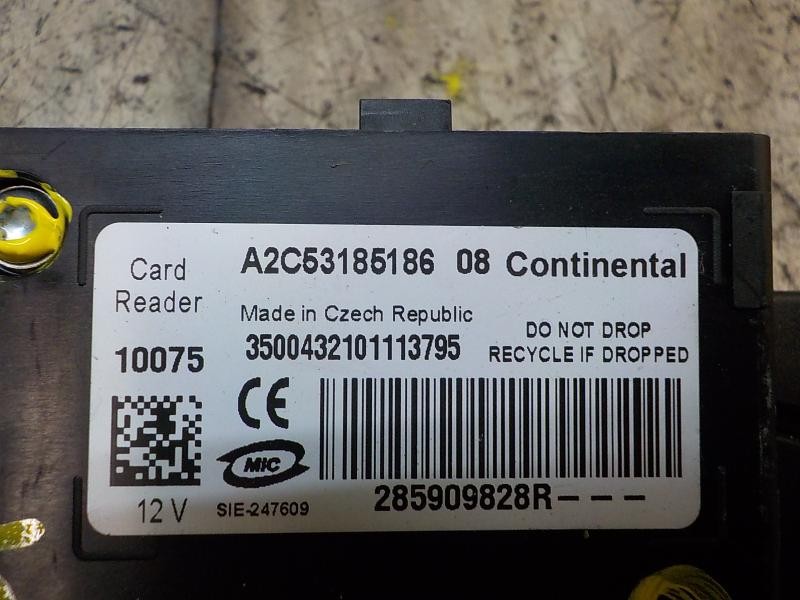 Card
Reader
10075
12 V
A2C53185186 08 Continental
Made in Czech Republic
3500432101113795
DO NOT DROP
RECYCLE IF DROPPED
CE
MIC
SIE-247609
285909828R---